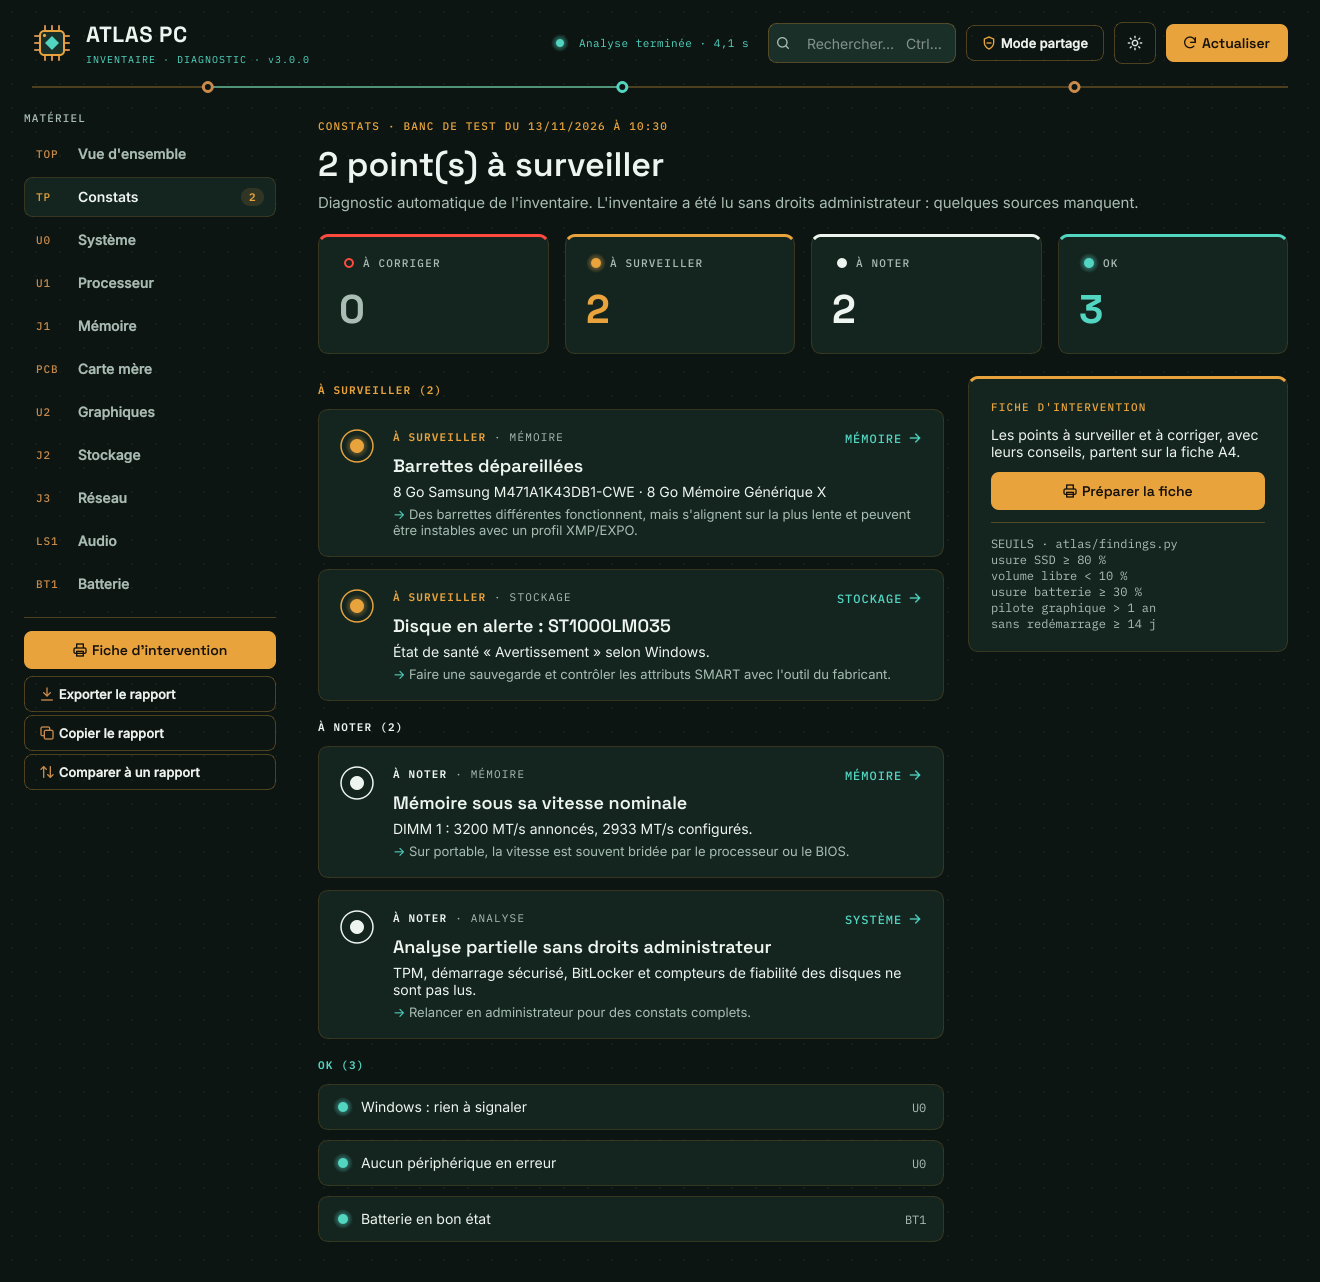 ATLAS PC
INVENTAIRE · DIAGNOSTIC · v3.0.0
Analyse terminée · 4,1 s
Rechercher... Ctrl...
Mode partage
Actualiser
MATÉRIEL
TOP Vue d'ensemble
TP Constats 2
U0 Système
U1 Processeur
J1 Mémoire
PCB Carte mère
U2 Graphiques
J2 Stockage
J3 Réseau
LS1 Audio
BT1 Batterie
Fiche d'intervention
Exporter le rapport
Copier le rapport
Comparer à un rapport
CONSTATS · BANC DE TEST DU 13/11/2026 À 10:30
2 point(s) à surveiller
Diagnostic automatique de l'inventaire. L'inventaire a été lu sans droits administrateur : quelques sources manquent.
À CORRIGER
0
À SURVEILLER
2
À NOTER
2
OK
3
À SURVEILLER (2)
À SURVEILLER · MÉMOIRE
MÉMOIRE →
Barrettes dépareillées
8 Go Samsung M471A1K43DB1-CWE · 8 Go Mémoire Générique X
→ Des barrettes différentes fonctionnent, mais s'alignent sur la plus lente et peuvent
être instables avec un profil XMP/EXPO.
À SURVEILLER · STOCKAGE
STOCKAGE →
Disque en alerte : ST1000LM035
État de santé « Avertissement » selon Windows.
→ Faire une sauvegarde et contrôler les attributs SMART avec l'outil du fabricant.
À NOTER (2)
À NOTER · MÉMOIRE
MÉMOIRE →
Mémoire sous sa vitesse nominale
DIMM 1 : 3200 MT/s annoncés, 2933 MT/s configurés.
→ Sur portable, la vitesse est souvent bridée par le processeur ou le BIOS.
À NOTER · ANALYSE
SYSTÈME →
Analyse partielle sans droits administrateur
TPM, démarrage sécurisé, BitLocker et compteurs de fiabilité des disques ne
sont pas lus.
→ Relancer en administrateur pour des constats complets.
OK (3)
Windows : rien à signaler U0
Aucun périphérique en erreur U0
Batterie en bon état BT1
FICHE D'INTERVENTION
Les points à surveiller et à corriger, avec
leurs conseils, partent sur la fiche A4.
Préparer la fiche
SEUILS · atlas/findings.py
usure SSD ≥ 80 %
volume libre < 10 %
usure batterie ≥ 30 %
pilote graphique > 1 an
sans redémarrage ≥ 14 j